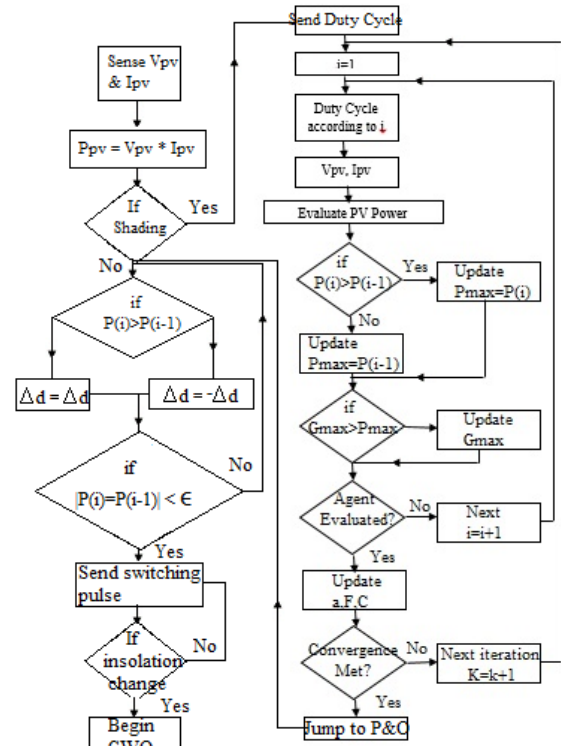 Sense Vpv
& Ipv
Ppv = Vpv * Ipv
If
Shading
Yes
No
if
P(i)>P(i-1)
Δd = Δd
Δd = -Δd
if
|P(i)=P(i-1)| < ϵ
No
Yes
Send switching
pulse
If
insolation
change
No
Yes
Begin
GWO
Send Duty Cycle
i=1
Duty Cycle
according to i
Vpv, Ipv
Evaluate PV Power
if
P(i)>P(i-1)
Yes
Update
Pmax=P(i)
No
Update
Pmax=P(i-1)
if
Gmax>Pmax
Update
Gmax
Agent
Evaluated?
No
Next
i=i+1
Yes
Update
a,F,C
Convergence
Met?
No
Next iteration
K=k+1
Yes
Jump to P&O